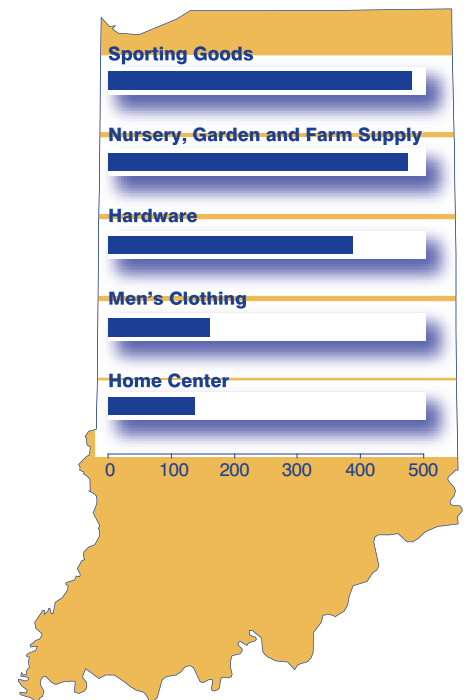 Sporting Goods
Nursery, Garden and Farm Supply
Hardware
Men’s Clothing
Home Center
0 100 200 300 400 500